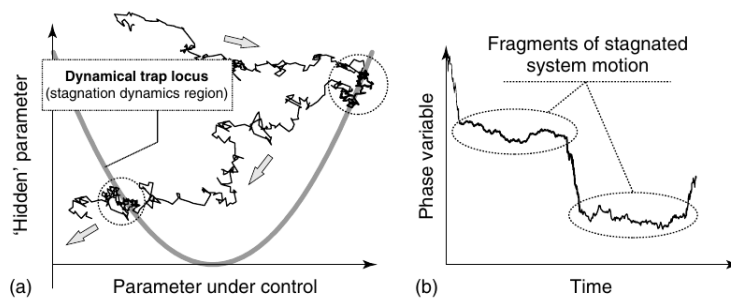 Dynamical trap locus
(stagnation dynamics region)
'Hidden' parameter
(a)
Parameter under control
Fragments of stagnated
system motion
Phase variable
(b)
Time